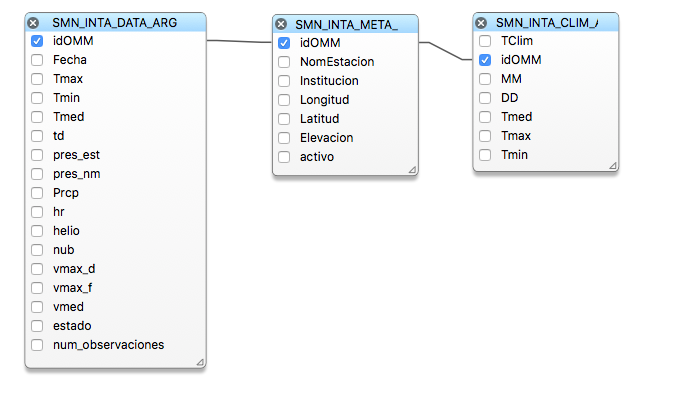 SMN_INTA_DATA_ARG
idOMM
Fecha
Tmax
Tmin
Tmed
td
pres_est
pres_nm
Prcp
hr
helio
nub
vmax_d
vmax_f
vmed
estado
num_observaciones
SMN_INTA_META_
idOMM
NomEstacion
Institucion
Longitud
Latitud
Elevacion
activo
SMN_INTA_CLIM_
TClim
idOMM
MM
DD
Tmed
Tmax
Tmin